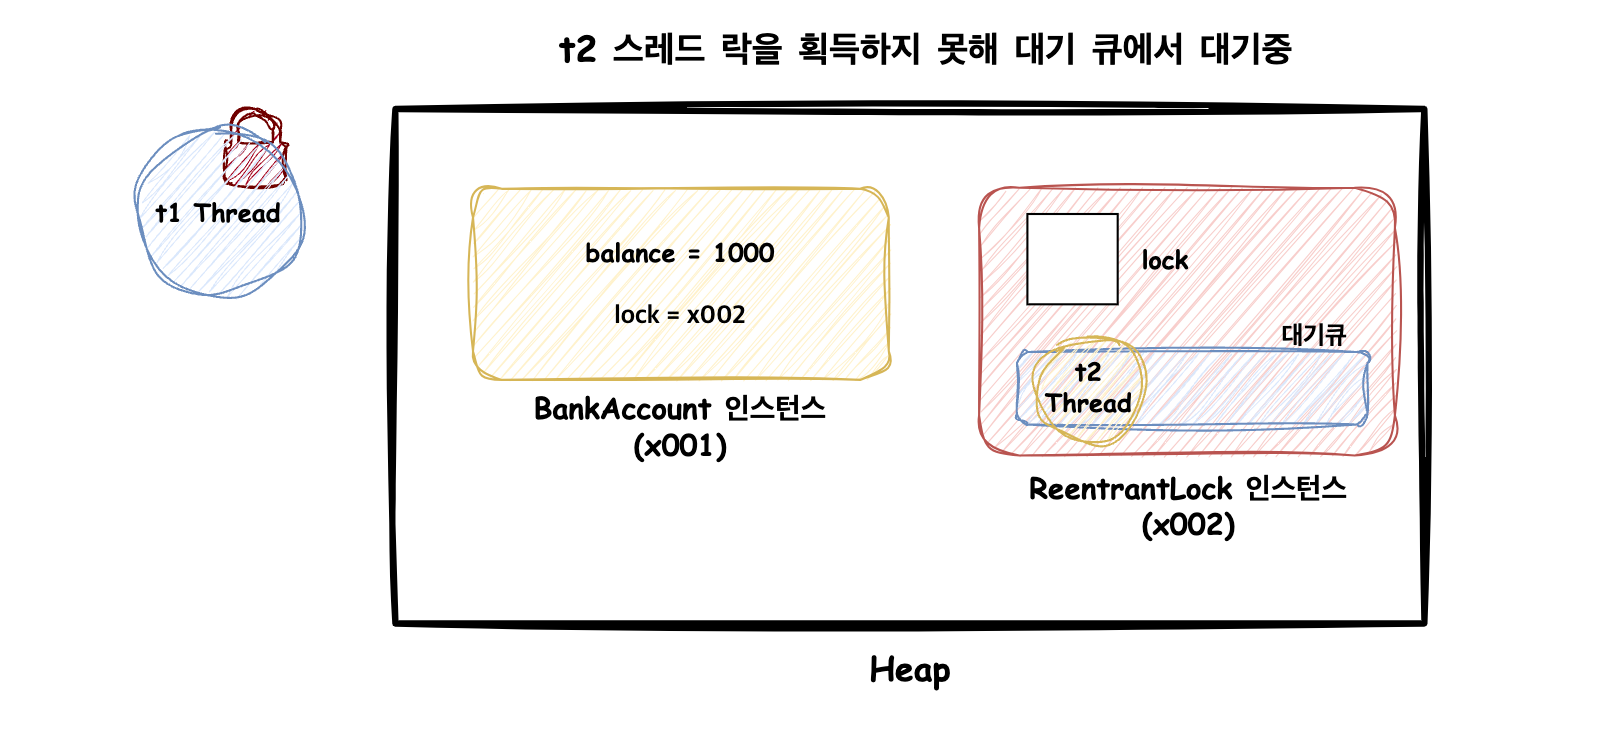 t2 스레드 락을 획득하지 못해 대기 큐에서 대기중
t1 Thread
balance = 1000
lock = x002
BankAccount 인스턴스
(x001)
lock
대기큐
t2
Thread
ReentrantLock 인스턴스
(x002)
Heap